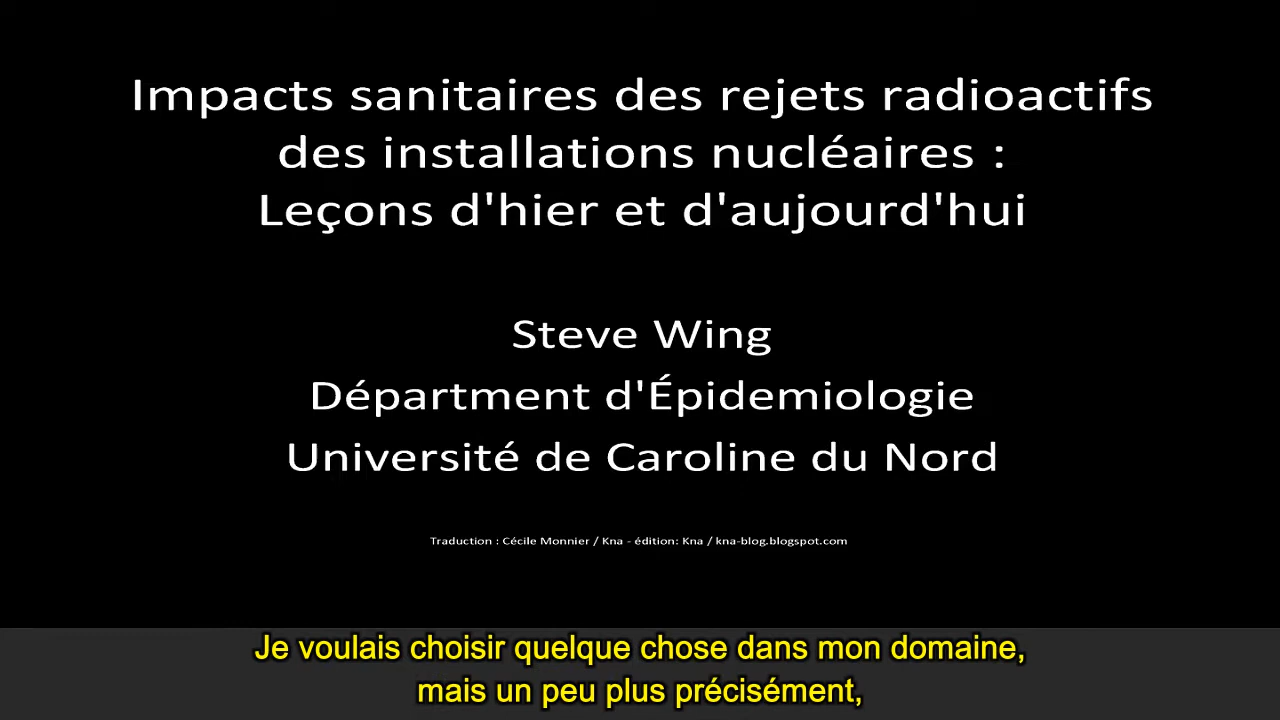 Impacts sanitaires des rejets radioactifs
des installations nucléaires :
Leçons d'hier et d'aujourd'hui
Steve Wing
Départment d'Épidemiologie
Université de Caroline du Nord
Traduction : Cécile Monnier / Kna - édition: Kna / kna-blog.blogspot.com
Je voulais choisir quelque chose dans mon domaine,
mais un peu plus précisément,